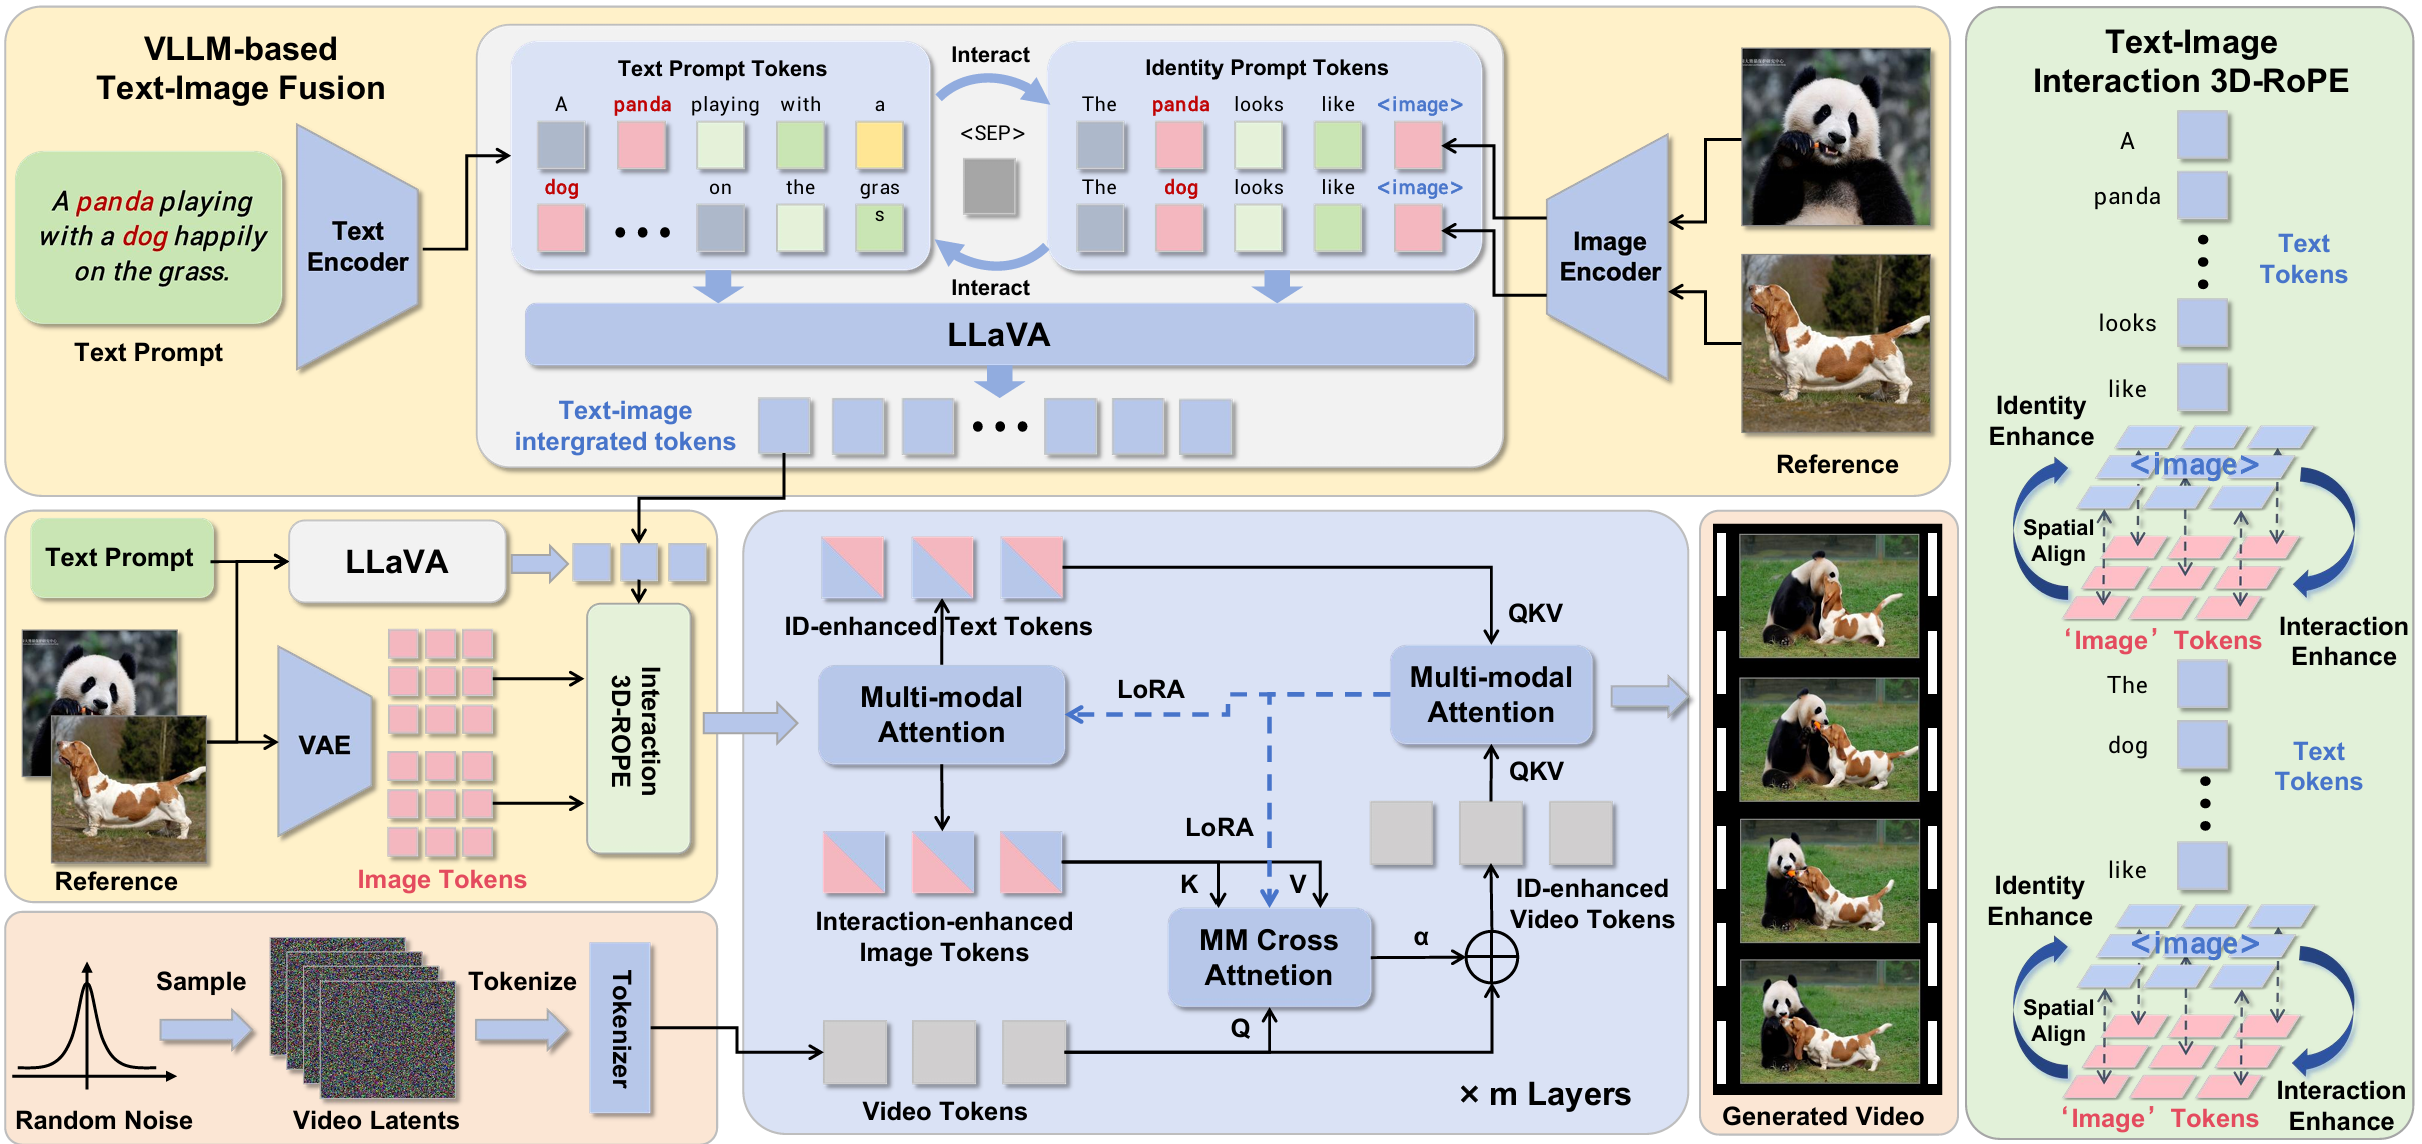 VLLM-based
Text-Image Fusion
A panda playing
with a dog happily
on the grass.
Text Prompt
Text
Encoder
Text Prompt Tokens
A panda playing with a
dog ••• on the gras
s
Interact
<SEP>
Interact
Identity Prompt Tokens
The panda looks like <image>
The dog looks like <image>
LLaVA
Text-image
intergrated tokens
•••
Image
Encoder
Reference
Text Prompt
LLaVA
VAE
Reference
Image Tokens
Interaction
3D-ROPE
Random Noise
Sample
Video Latents
Tokenize
Tokenizer
ID-enhanced Text Tokens
Multi-modal
Attention
Interaction-enhanced
Image Tokens
LoRA
LoRA
QKV
Multi-modal
Attention
QKV
K
V
MM Cross
Attnetion
α
Q
ID-enhanced
Video Tokens
Video Tokens
× m Layers
Generated Video
Text-Image
Interaction 3D-RoPE
A
panda
Text
Tokens
looks
like
Identity
Enhance
<image>
Spatial
Align
'Image' Tokens
Interaction
Enhance
The
dog
Text
Tokens
like
Identity
Enhance
<image>
Spatial
Align
'Image' Tokens
Interaction
Enhance